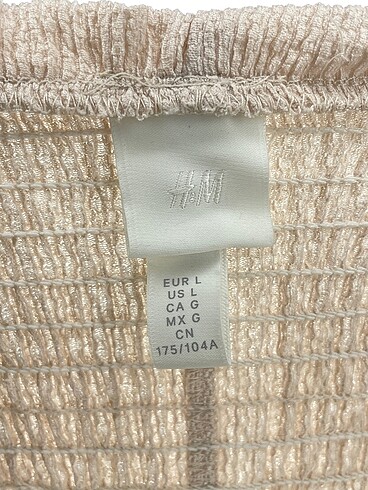 H&M
EUR L
US L
CA G
MX G
CN
175/104A